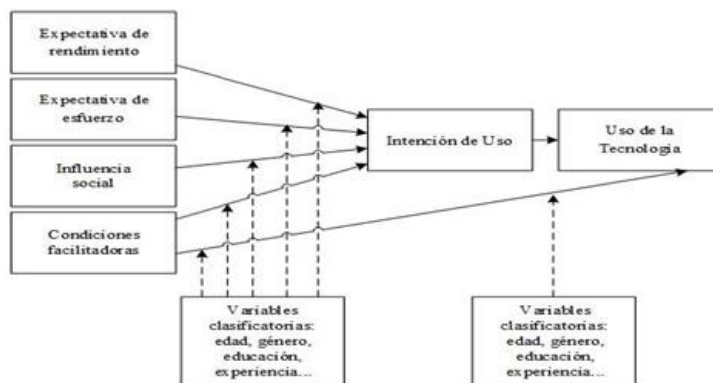 Expectativa de
rendimiento
Expectativa de
esfuerzo
Influencia
social
Condiciones
facilitadoras
Intención de Uso
Uso de la
Tecnología
Variables
clasificatorias:
edad, género,
educación,
experiencia...
Variables
clasificatorias:
edad, género,
educación,
experiencia...